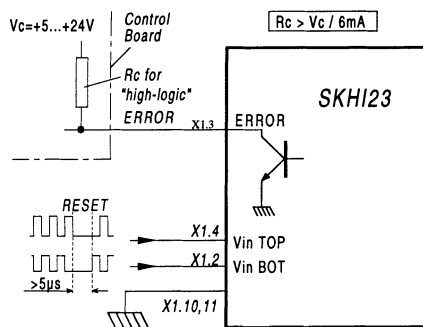 Vc=+5...+24V
Control
Board
Rc > Vc / 6mA
Rc for
"high-logic"
SKHI23
ERROR
X1.3
ERROR
RESET
X1.4
Vin TOP
X1.2
Vin BOT
>5µs
X1.10,11